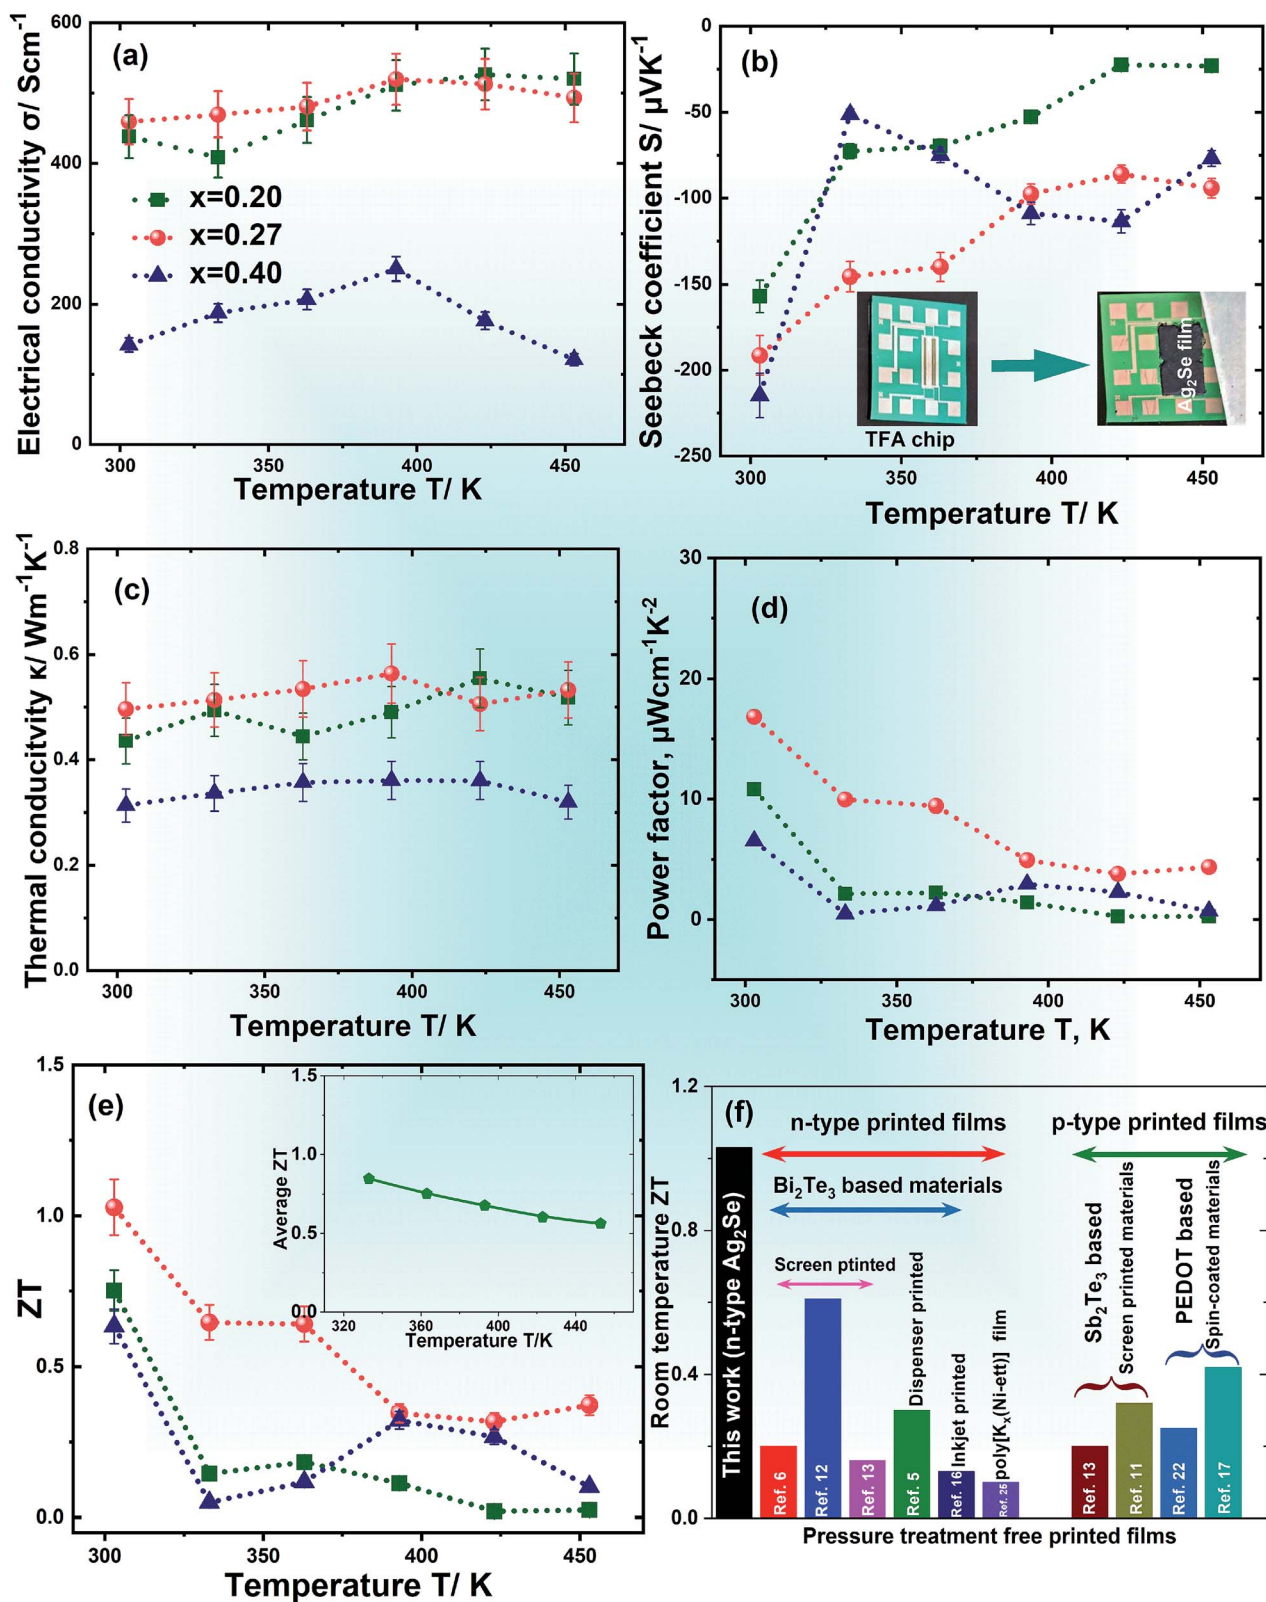 (a)
Electrical conductivity σ/ Scm⁻¹
600
400
200
0
x=0.20
x=0.27
x=0.40
300
350
400
450
Temperature T/ K
(b)
Seebeck coefficient S/ µVK⁻¹
0
-50
-100
-150
-200
-250
TFA chip
Ag₂Se film
300
350
400
450
Temperature T/ K
(c)
Thermal conducitvity κ/ Wm⁻¹K⁻¹
0.8
0.6
0.4
0.2
0.0
300
350
400
450
Temperature T/ K
(d)
Power factor, µWcm⁻¹K⁻²
30
20
10
0
300
350
400
450
Temperature T, K
(e)
ZT
1.5
1.0
0.5
0.0
300
350
400
450
Temperature T/ K
Average ZT
1.5
1.0
0.5
0.0
320
360
400
440
Temperature T/K
(f)
Room temperature ZT
1.2
0.8
0.4
0.0
This work (n-type Ag₂Se)
n-type printed films
p-type printed films
Bi₂Te₃ based materials
Screen ptinted
Dispenser printed
Inkjet printed
poly[Kₓ(Ni-ett)] film
Sb₂Te₃ based
Screen printed materials
PEDOT based
Spin-coated materials
Ref. 6
Ref. 12
Ref. 13
Ref. 5
Ref. 16
Ref. 26
Ref. 13
Ref. 11
Ref. 22
Ref. 17
Pressure treatment free printed films